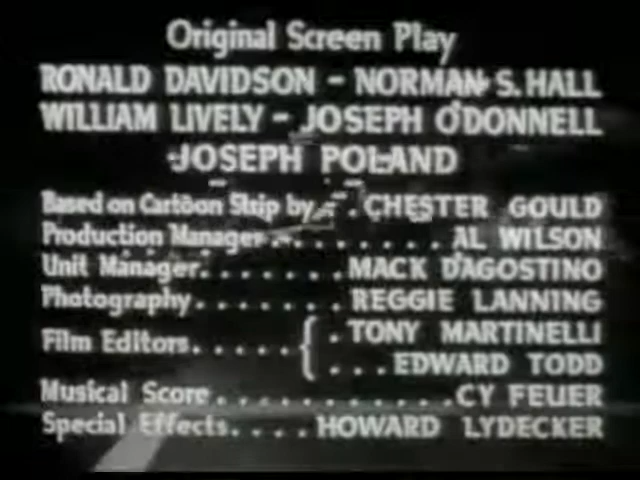 Original Screen Play
RONALD DAVIDSON - NORMAN S. HALL
WILLIAM LIVELY - JOSEPH O'DONNELL
JOSEPH POLAND
Based on Cartoon Strip by . . CHESTER GOULD
Production Manager . . . . . . . . . AL WILSON
Unit Manager. . . . . . . MACK D'AGOSTINO
Photography . . . . . . . REGGIE LANNING
Film Editors. . . . . { . TONY MARTINELLI
. . . EDWARD TODD
Musical Score. . . . . . . . . . . . CY FEUER
Special Effects. . . . . HOWARD LYDECKER